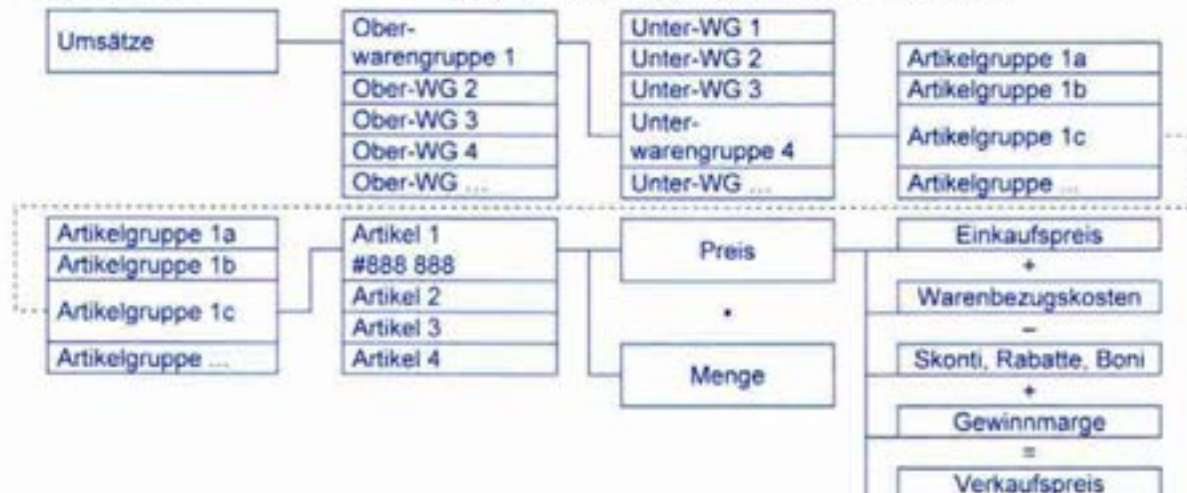 Umsätze
Ober-
warengruppe 1
Ober-WG 2
Ober-WG 3
Ober-WG 4
Ober-WG ...
Unter-WG 1
Unter-WG 2
Unter-WG 3
Unter-
warengruppe 4
Unter-WG ...
Artikelgruppe 1a
Artikelgruppe 1b
Artikelgruppe 1c
Artikelgruppe ...
Artikelgruppe 1a
Artikelgruppe 1b
Artikelgruppe 1c
Artikelgruppe ...
Artikel 1
#888 888
Artikel 2
Artikel 3
Artikel 4
Preis
•
Menge
Einkaufspreis
+
Warenbezugskosten
–
Skonti, Rabatte, Boni
+
Gewinnmarge
=
Verkaufspreis